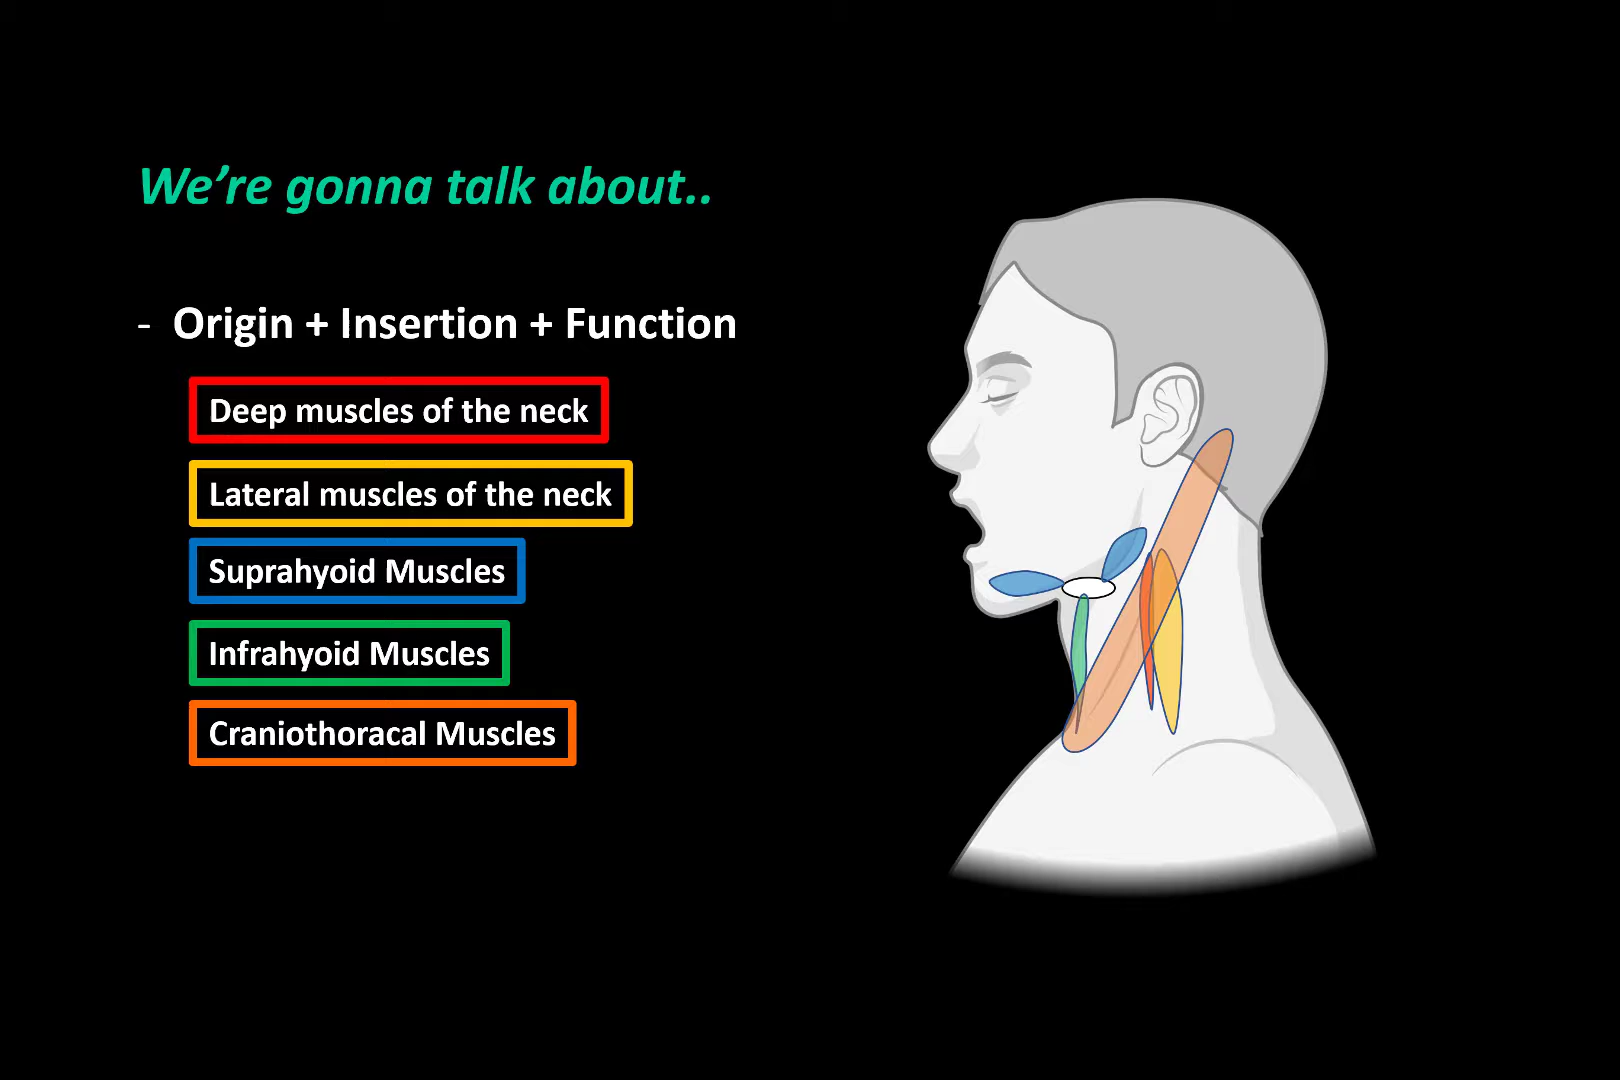 We're gonna talk about..
- Origin + Insertion + Function
Deep muscles of the neck
Lateral muscles of the neck
Suprahyoid Muscles
Infrahyoid Muscles
Craniothoracal Muscles